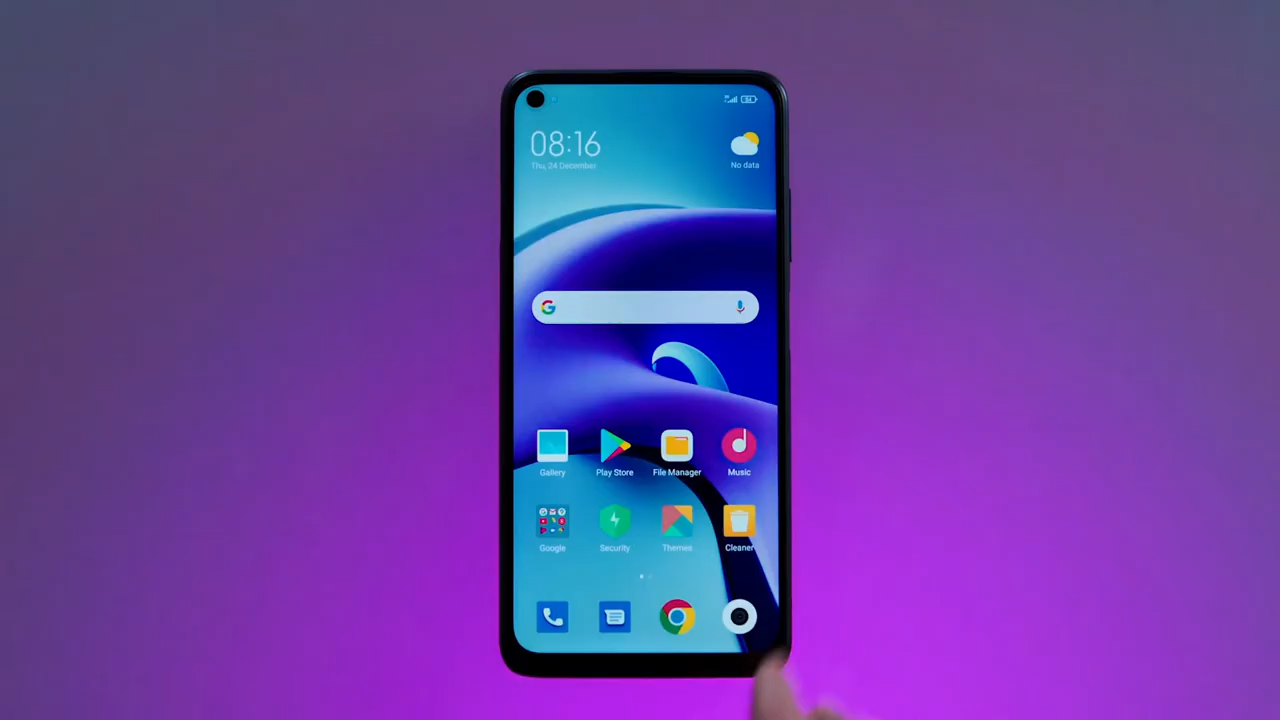 08:16
Thu, 24 December
No data
Gallery
Play Store
File Manager
Music
Google
Security
Themes
Cleaner